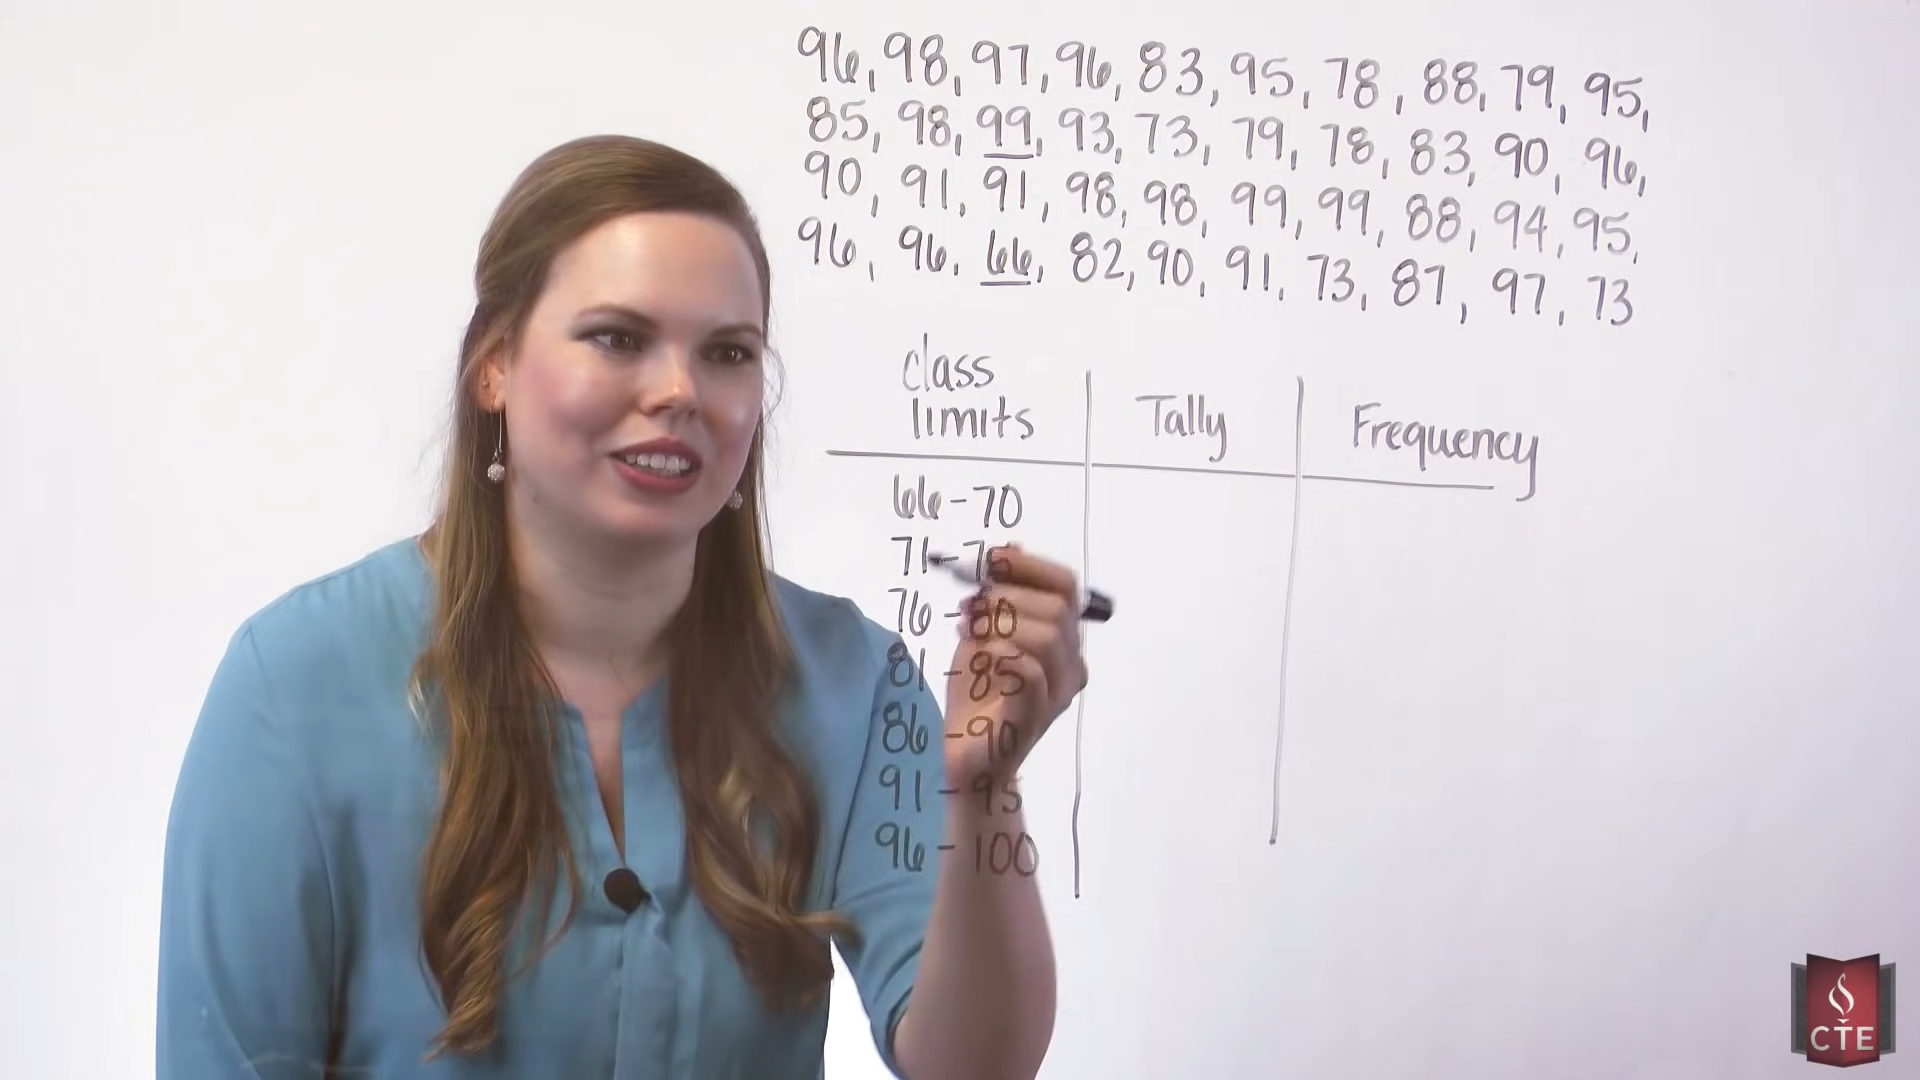 96, 98, 97, 96, 83, 95, 78, 88, 79, 95,
85, 98, 99, 93, 73, 79, 78, 83, 90, 96,
90, 91, 91, 98, 98, 99, 99, 88, 94, 95,
96, 96, 66, 82, 90, 91, 73, 87, 97, 73
class limits
Tally
Frequency
66-70
71-75
76-80
81-85
86-90
91-95
96-100
CTE